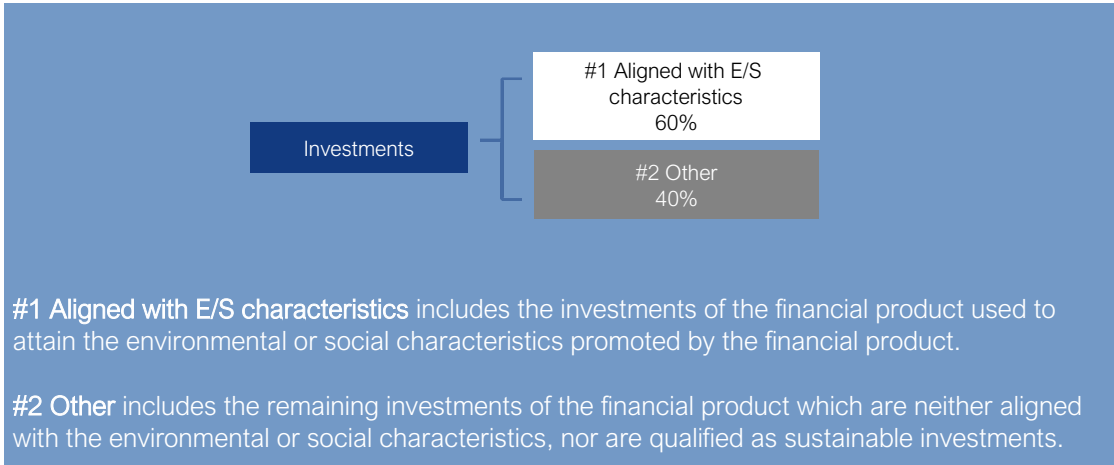 #1 Aligned with E/S
characteristics
60%
Investments
#2 Other
40%
#1 Aligned with E/S characteristics includes the investments of the financial product used to
attain the environmental or social characteristics promoted by the financial product.
#2 Other includes the remaining investments of the financial product which are neither aligned
with the environmental or social characteristics, nor are qualified as sustainable investments.